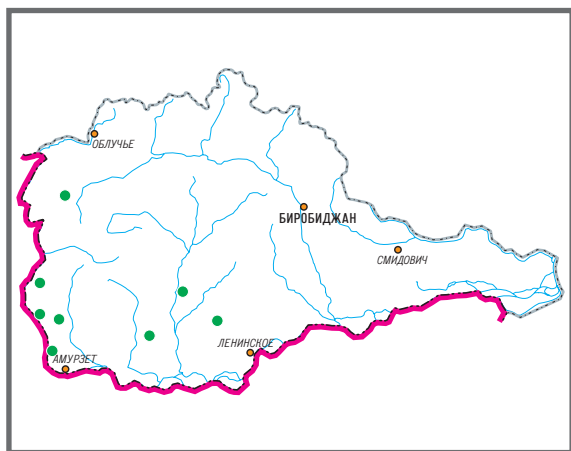 ОБЛУЧЬЕ
БИРОБИДЖАН
СМИДОВИЧ
ЛЕНИНСКОЕ
АМУРЗЕТ